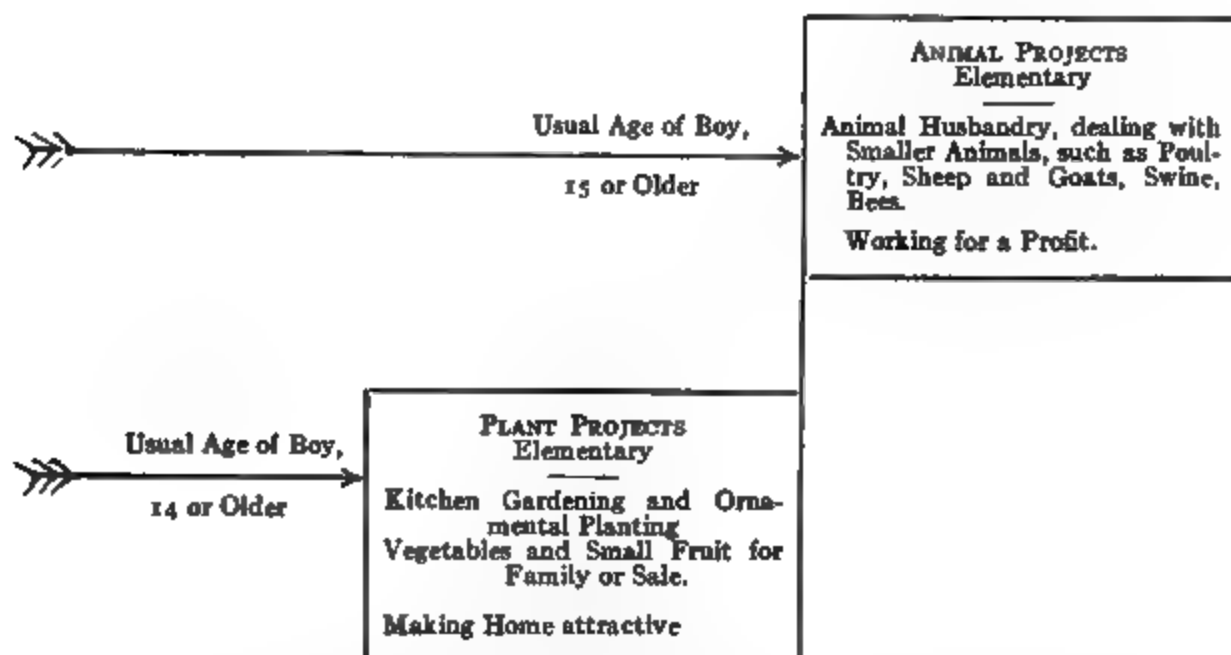 ANIMAL PROJECTS
Elementary
Usual Age of Boy,
15 or Older
Animal Husbandry, dealing with
Smaller Animals, such as Poul-
try, Sheep and Goats, Swine,
Bees.
Working for a Profit.
PLANT PROJECTS
Elementary
Usual Age of Boy,
14 or Older
Kitchen Gardening and Orna-
mental Planting
Vegetables and Small Fruit for
Family or Sale.
Making Home attractive